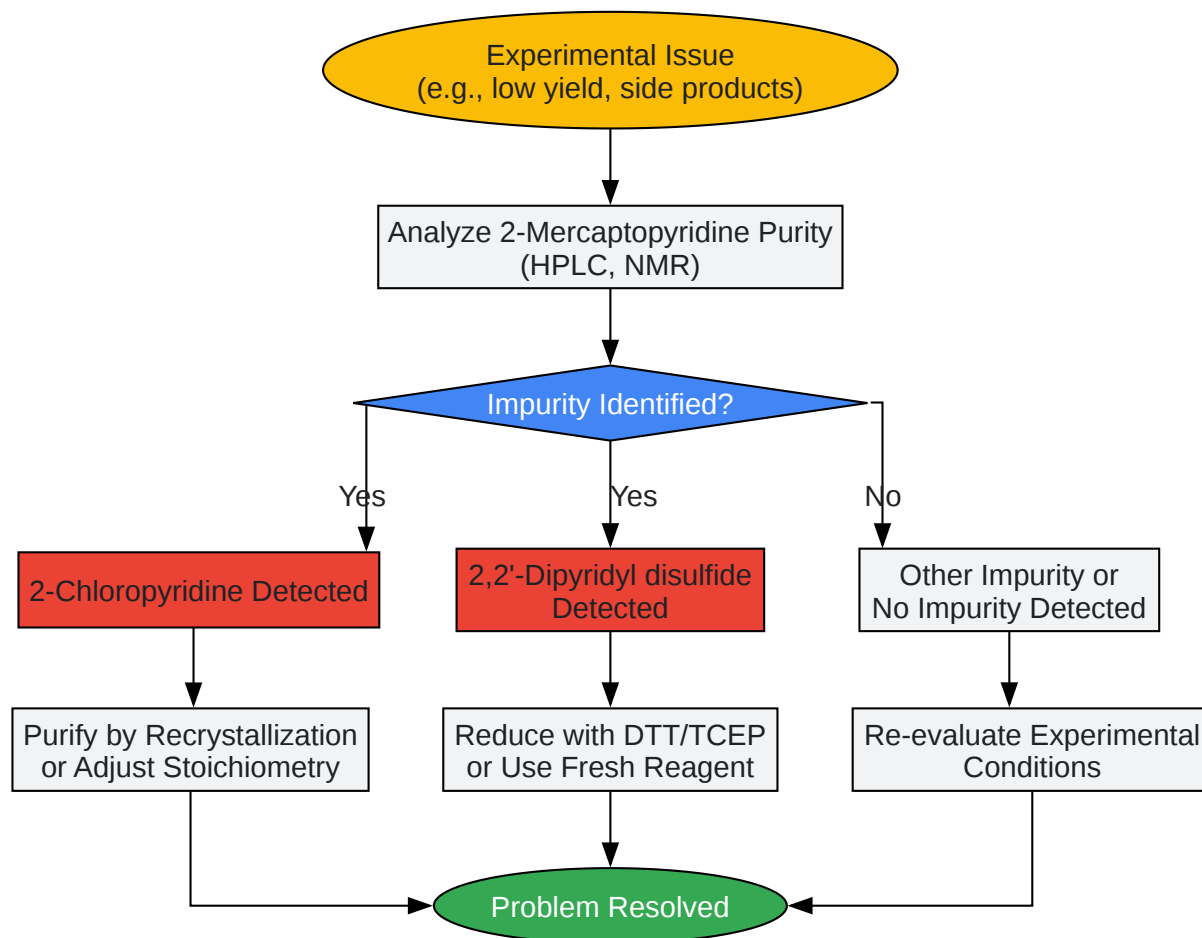 Experimental Issue
(e.g., low yield, side products)
Analyze 2-Mercaptopyridine Purity
(HPLC, NMR)
Impurity Identified?
Yes
Yes
No
2-Chloropyridine Detected
2,2'-Dipyridyl disulfide
Detected
Other Impurity or
No Impurity Detected
Purify by Recrystallization
or Adjust Stoichiometry
Reduce with DTT/TCEP
or Use Fresh Reagent
Re-evaluate Experimental
Conditions
Problem Resolved